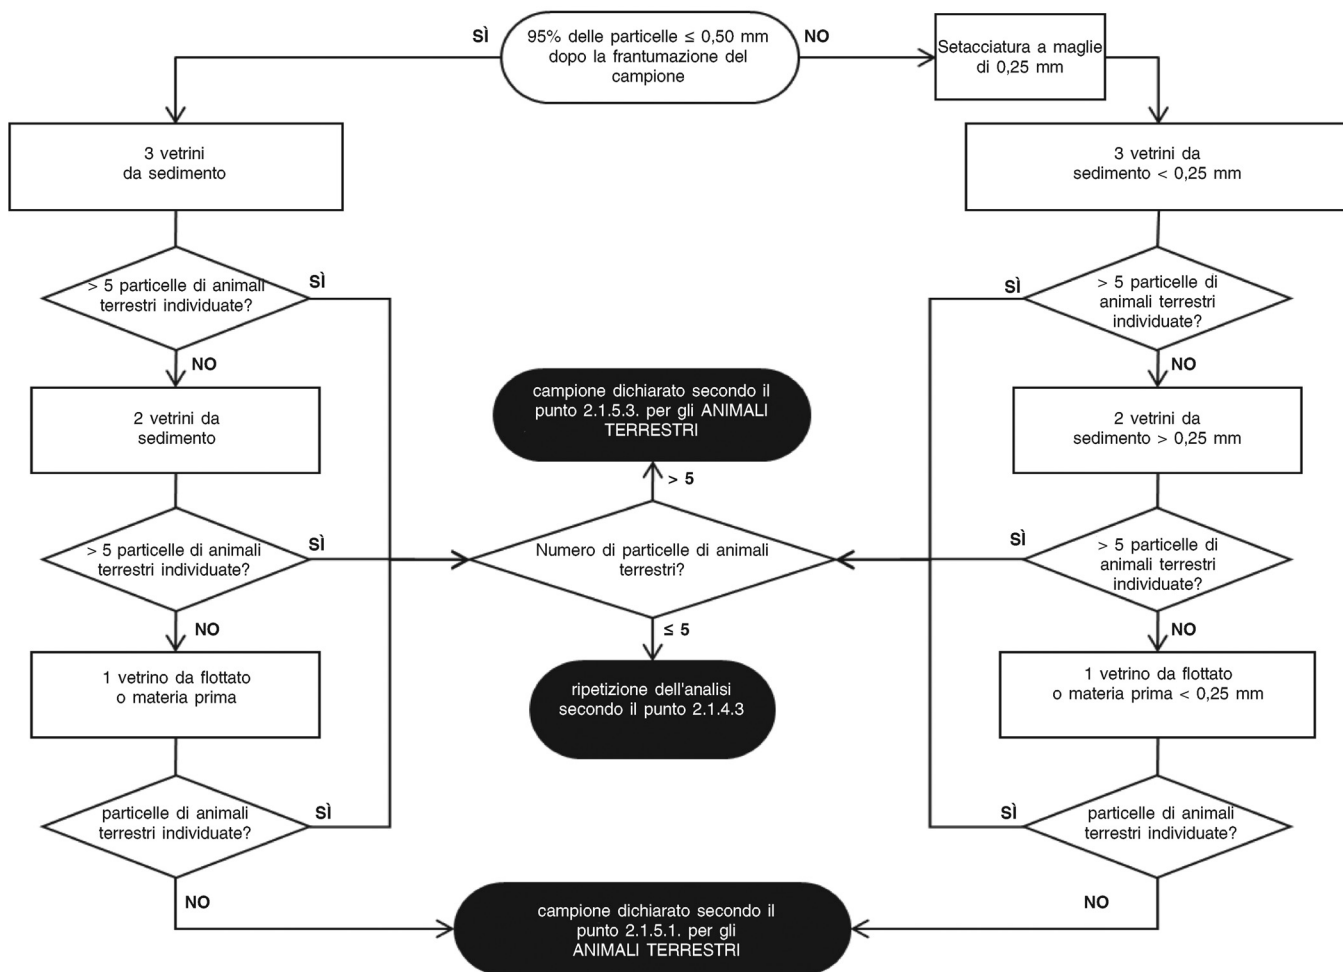 SÌ
95% delle particelle ≤ 0,50 mm
dopo la frantumazione del
campione
NO
Setacciatura a maglie
di 0,25 mm
3 vetrini
da sedimento
3 vetrini da
sedimento < 0,25 mm
> 5 particelle di animali
terrestri individuate?
SÌ
SÌ
> 5 particelle di
animali terrestri
individuate?
NO
NO
2 vetrini da
sedimento
campione dichiarato secondo il
punto 2.1.5.3. per gli ANIMALI
TERRESTRI
2 vetrini da
sedimento > 0,25 mm
> 5
> 5 particelle di animali
terrestri individuate?
SÌ
Numero di particelle di animali
terrestri?
SÌ
> 5 particelle di
animali terrestri
individuate?
NO
≤ 5
NO
1 vetrino da flottato
o materia prima
ripetizione dell'analisi
secondo il punto 2.1.4.3
1 vetrino da flottato
o materia prima < 0,25 mm
particelle di animali
terrestri individuate?
SÌ
SÌ
particelle di animali
terrestri individuate?
NO
NO
campione dichiarato secondo il
punto 2.1.5.1. per gli
ANIMALI TERRESTRI